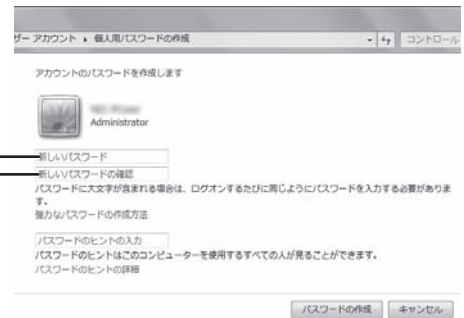 ザー アカウント ▸ 個人用パスワードの作成
コントロール
アカウントのパスワードを作成します
Administrator
新しいパスワード
新しいパスワードの確認
パスワードに大文字が含まれる場合は、ログオンするたびに同じようにパスワードを入力する必要がありま
す。
強力なパスワードの作成方法
パスワードのヒントの入力
パスワードのヒントはこのコンピューターを使用するすべての人が見ることができます。
パスワードのヒントの詳細
パスワードの作成
キャンセル